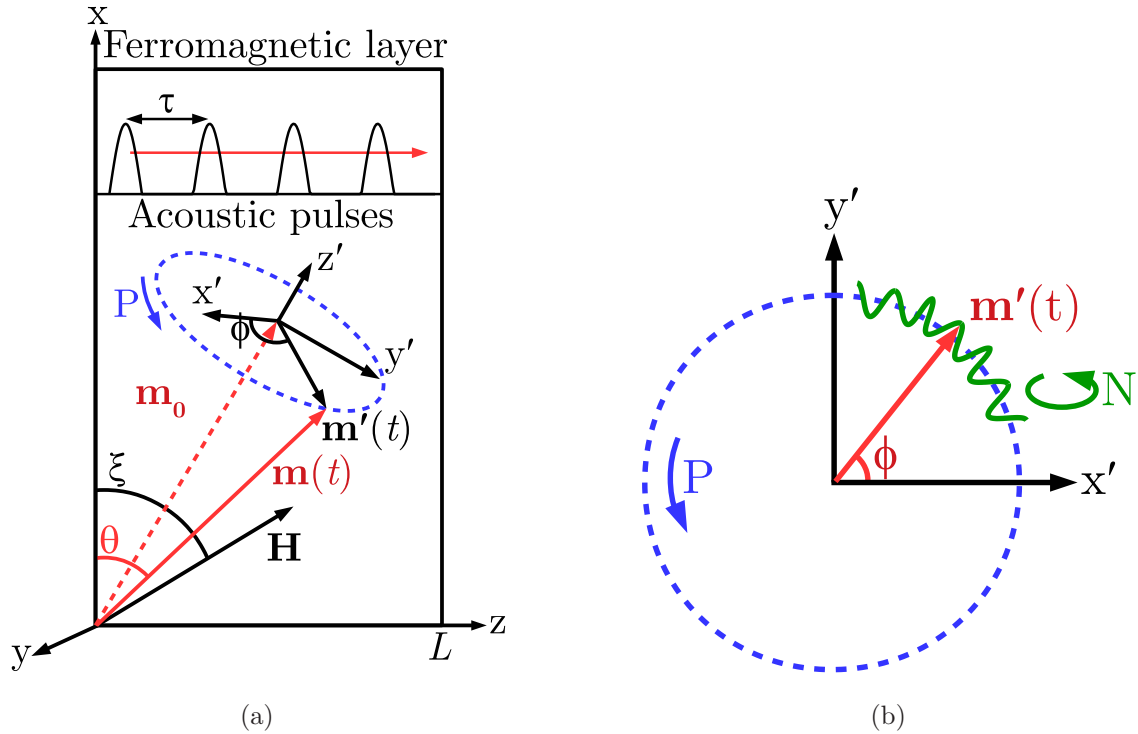 x
Ferromagnetic layer
τ
Acoustic pulses
z′
x′
P
ϕ
y′
m₀
m′(t)
ξ
m(t)
θ
H
z
y
L
(a)
y′
m′(t)
N
ϕ
P
x′
(b)